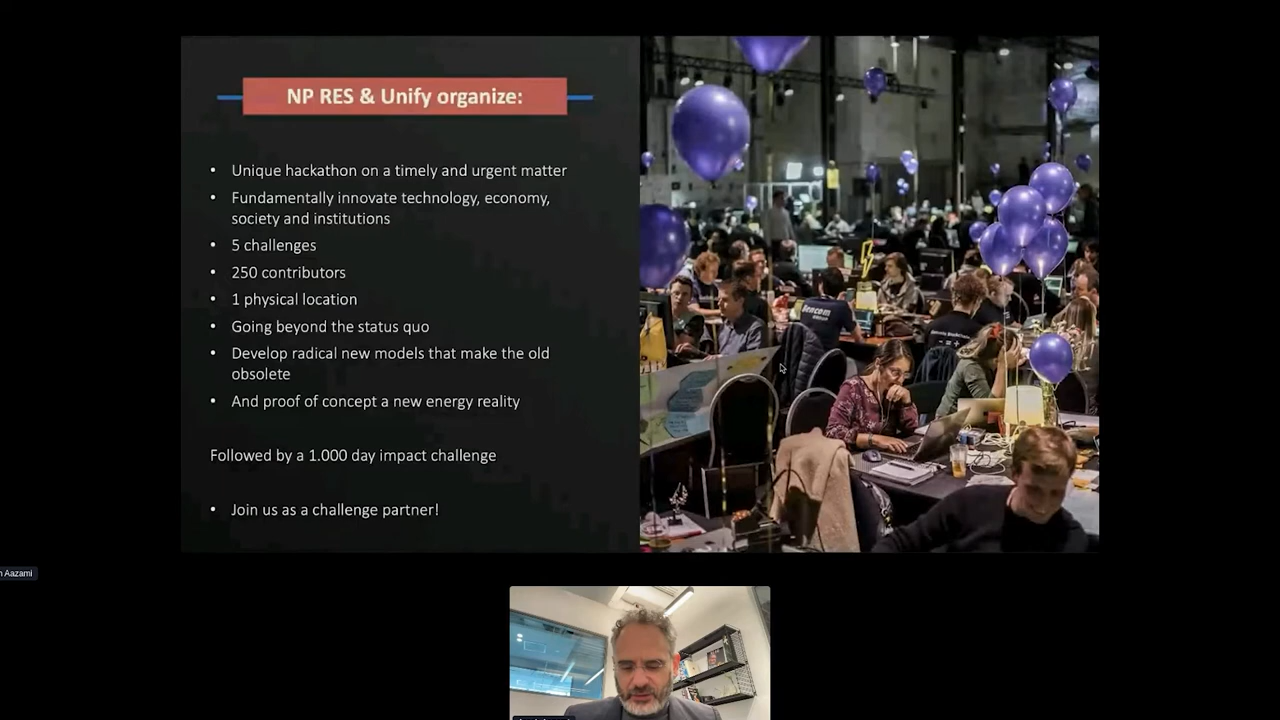 NP RES & Unify organize:
• Unique hackathon on a timely and urgent matter
• Fundamentally innovate technology, economy,
society and institutions
• 5 challenges
• 250 contributors
• 1 physical location
• Going beyond the status quo
• Develop radical new models that make the old
obsolete
• And proof of concept a new energy reality
Followed by a 1.000 day impact challenge
• Join us as a challenge partner!
Aazami